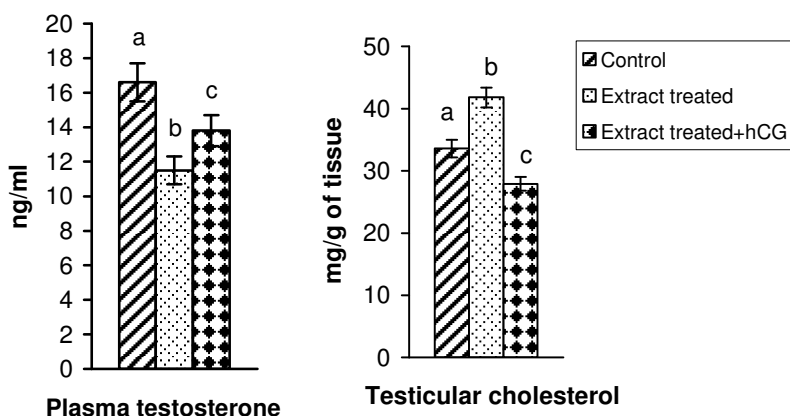 20
18
16
14
12
10
8
6
4
2
0
ng/ml
a
b
c
Plasma testosterone
50
40
30
20
10
0
mg/g of tissue
a
b
c
Testicular cholesterol
Control
Extract treated
Extract treated+hCG